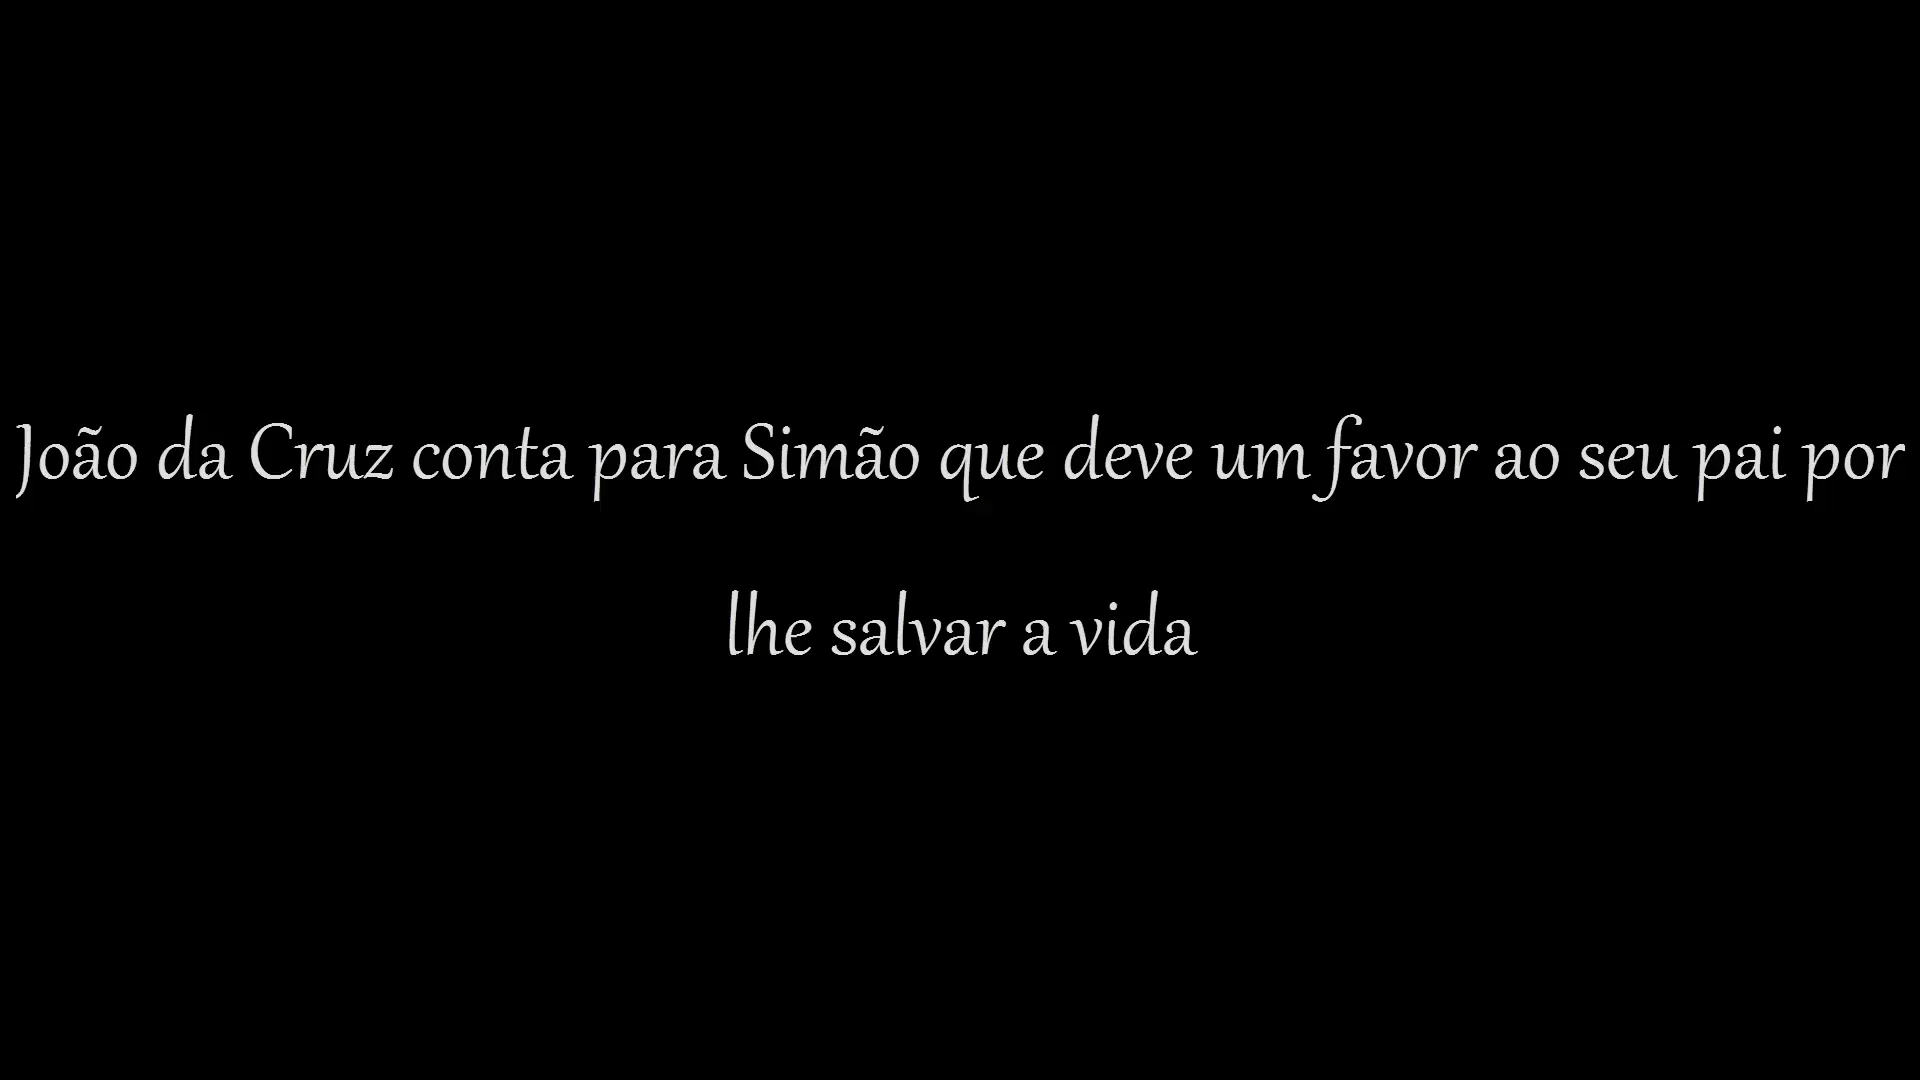 João da Cruz conta para Simão que deve um favor ao seu pai por
lhe salvar a vida